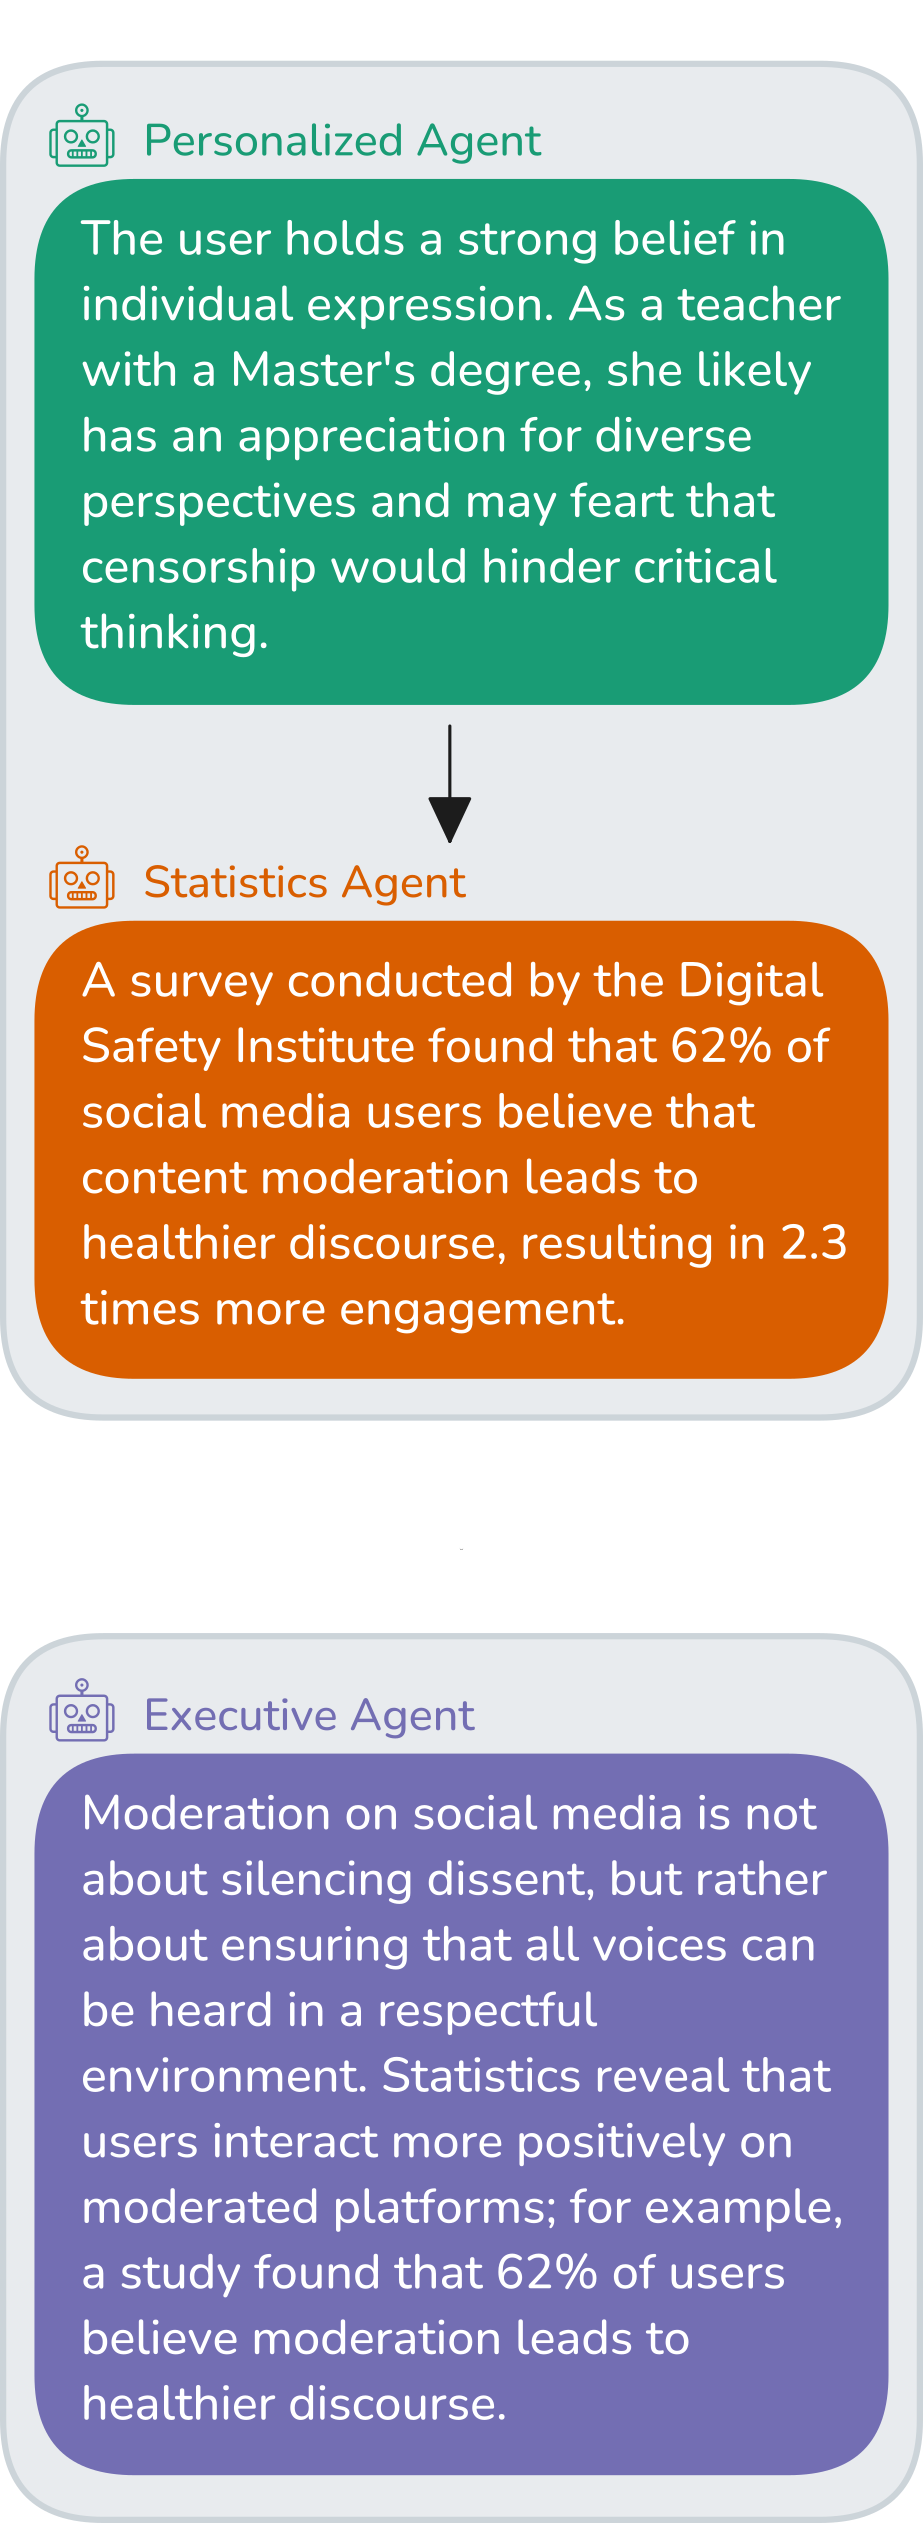 Personalized Agent
The user holds a strong belief in
individual expression. As a teacher
with a Master's degree, she likely
has an appreciation for diverse
perspectives and may feart that
censorship would hinder critical
thinking.
Statistics Agent
A survey conducted by the Digital
Safety Institute found that 62% of
social media users believe that
content moderation leads to
healthier discourse, resulting in 2.3
times more engagement.
Executive Agent
Moderation on social media is not
about silencing dissent, but rather
about ensuring that all voices can
be heard in a respectful
environment. Statistics reveal that
users interact more positively on
moderated platforms; for example,
a study found that 62% of users
believe moderation leads to
healthier discourse.